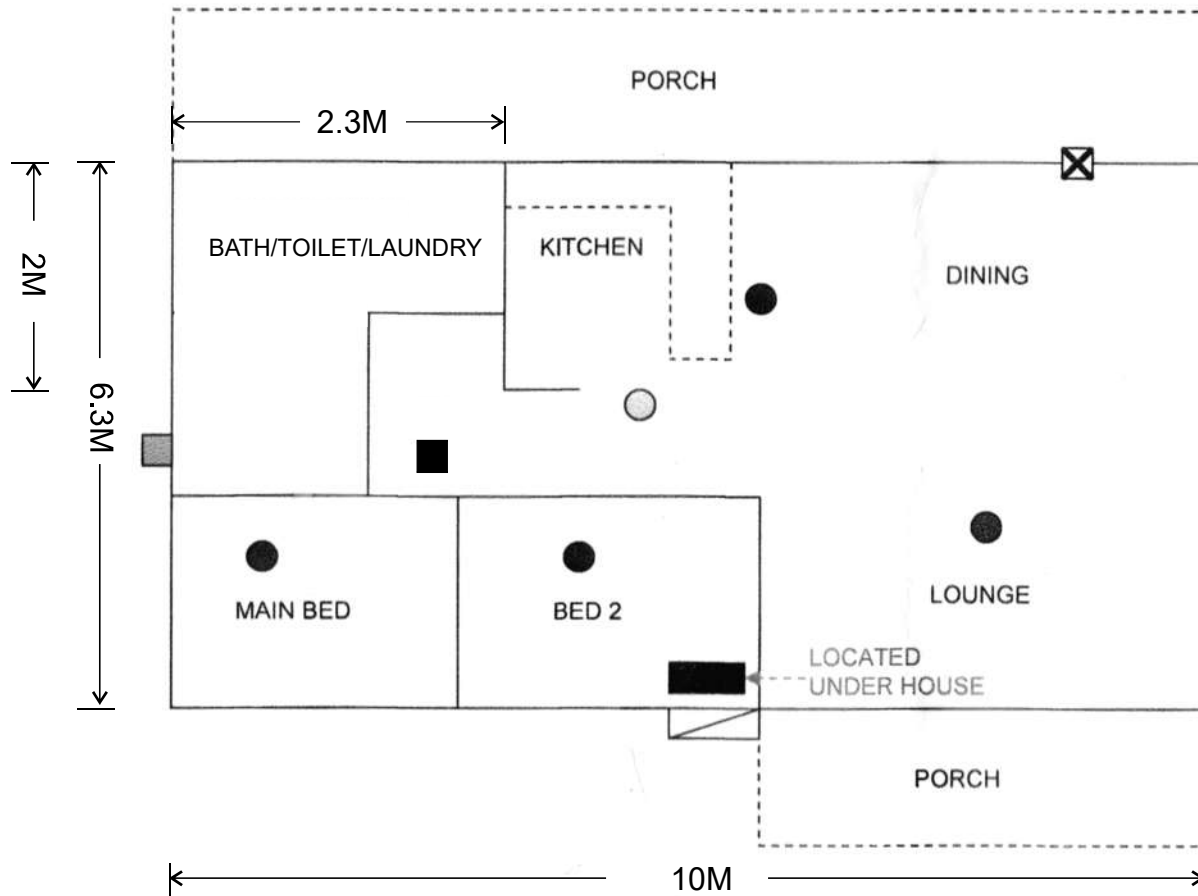 PORCH
2.3M
BATH/TOILET/LAUNDRY
KITCHEN
DINING
2M
6.3M
MAIN BED
BED 2
LOUNGE
LOCATED
UNDER HOUSE
PORCH
10M